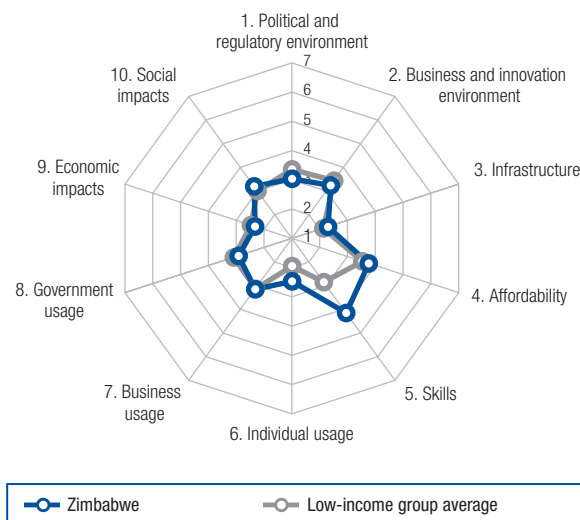 1. Political and
regulatory environment
2. Business and innovation
environment
3. Infrastructure
4. Affordability
5. Skills
6. Individual usage
7. Business
usage
8. Government
usage
9. Economic
impacts
10. Social
impacts
7
6
5
4
2
1
Zimbabwe
Low-income group average